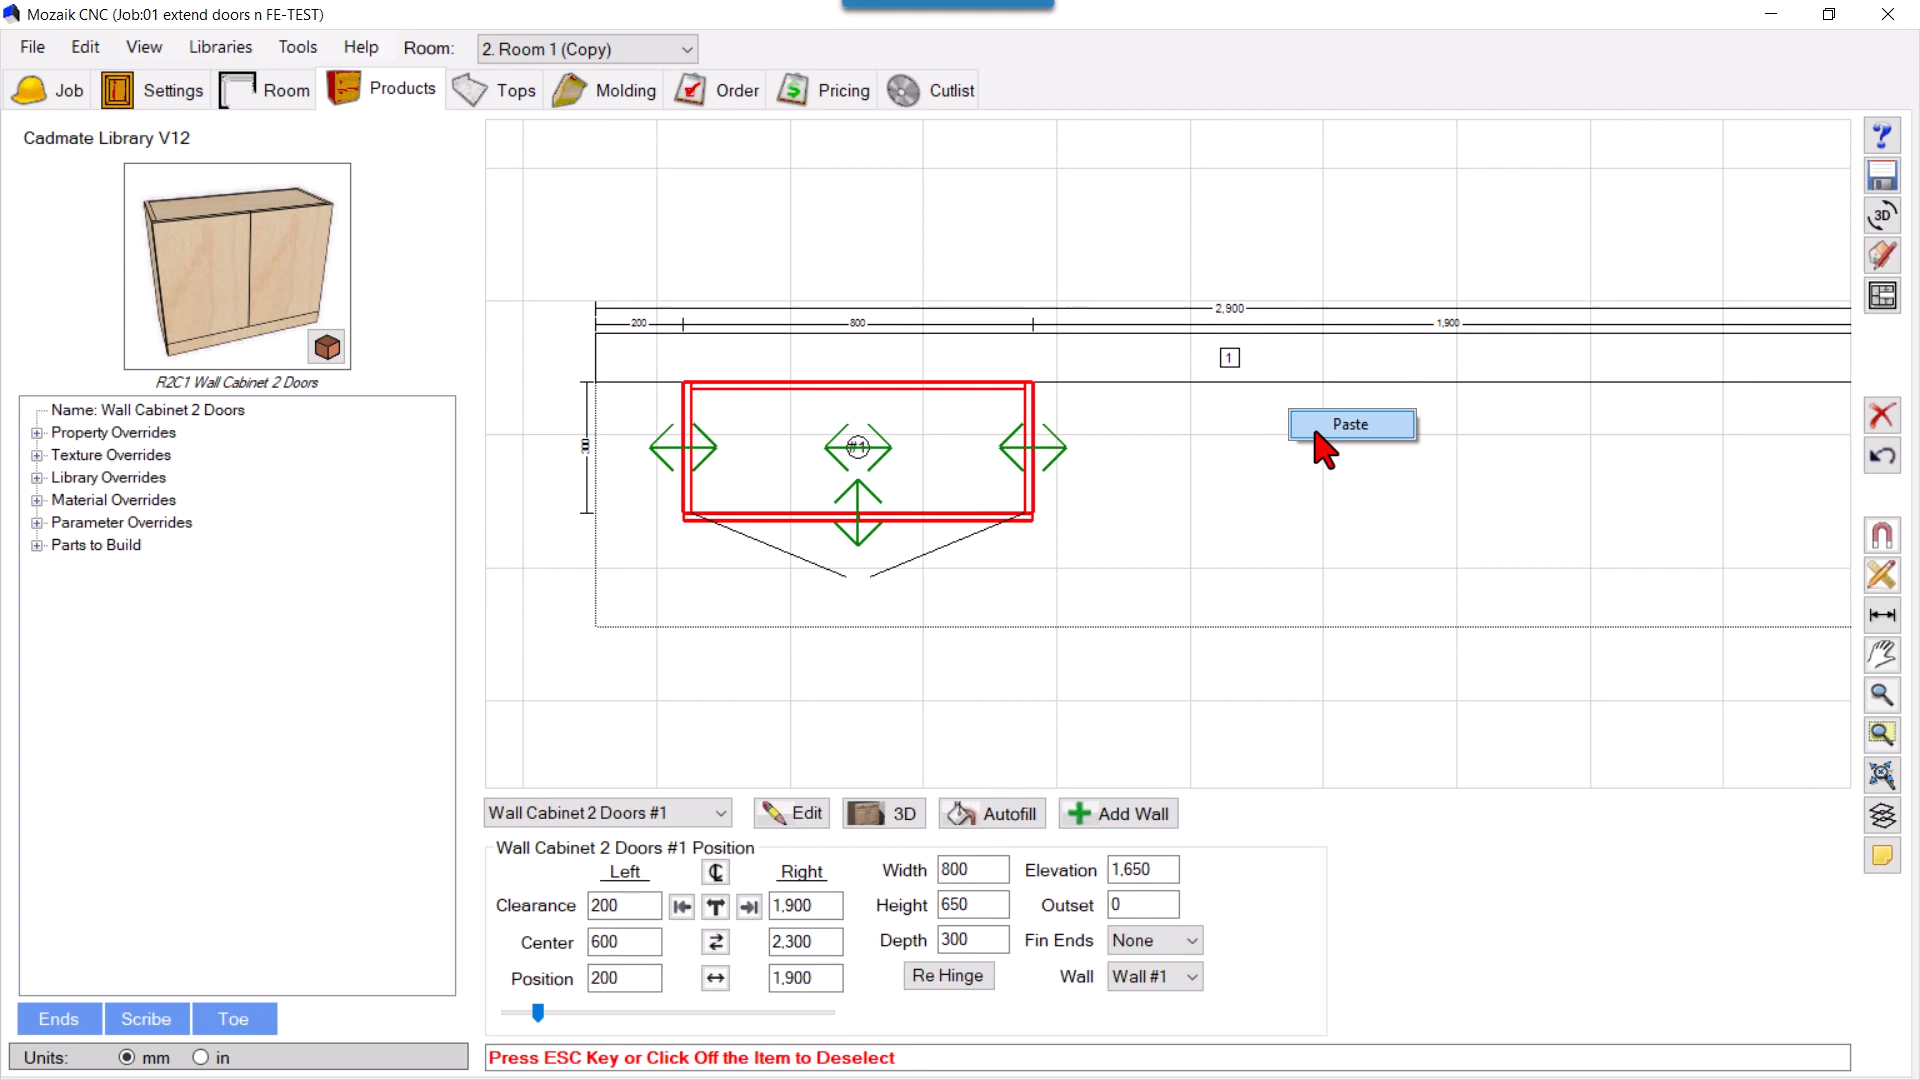 Mozaik CNC (Job:01 extend doors n FE-TEST)
File Edit View Libraries Tools Help Room: 2. Room 1 (Copy)
Job Settings Room Products Tops Molding Order Pricing Cutlist
Cadmate Library V12
3D
R2C1 Wall Cabinet 2 Doors
Name: Wall Cabinet 2 Doors
Property Overrides
Texture Overrides
Library Overrides
Material Overrides
Parameter Overrides
Parts to Build
Ends Scribe Toe
Units: mm in
2,900
200 800 1,900
1
300
#1
Paste
Wall Cabinet 2 Doors #1 Edit 3D Autofill Add Wall
Wall Cabinet 2 Doors #1 Position
Left Right Width 800 Elevation 1,650
Clearance 200 1,900 Height 650 Outset 0
Center 600 2,300 Depth 300 Fin Ends None
Position 200 1,900 Re Hinge Wall Wall #1
Press ESC Key or Click Off the Item to Deselect